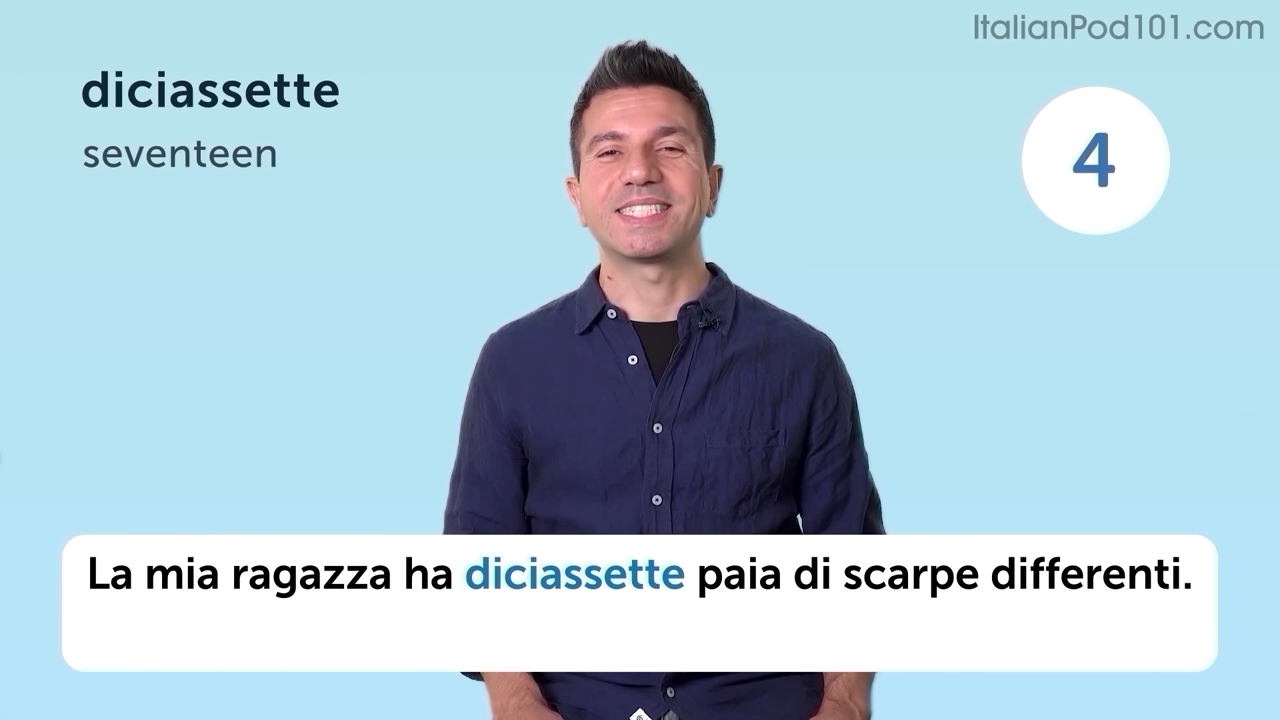 ItalianPod101.com
diciassette
seventeen
4
La mia ragazza ha diciassette paia di scarpe differenti.